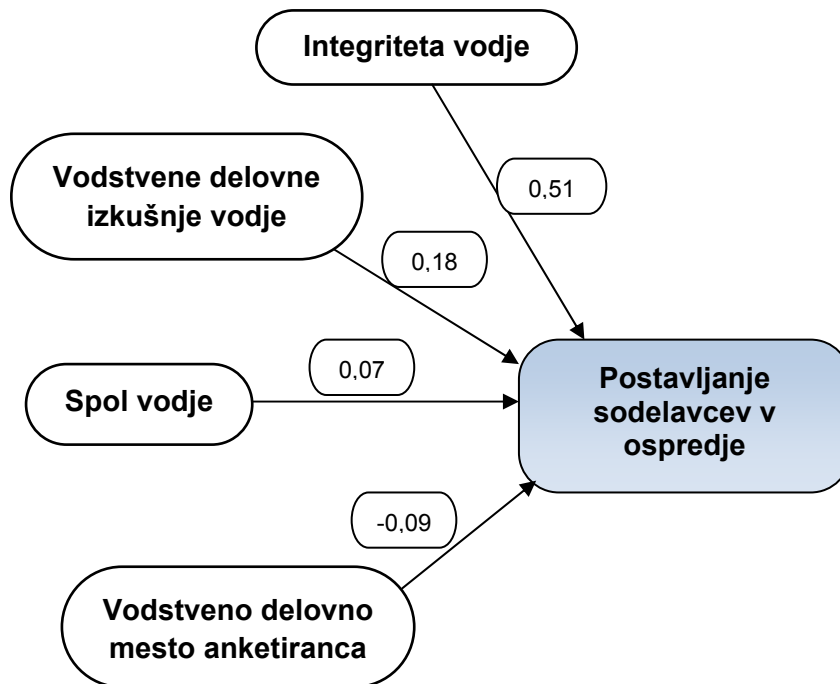 Integriteta vodje
Vodstvene delovne
izkušnje vodje
0,51
0,18
Spol vodje
0,07
Postavljanje
sodelavcev v
ospredje
-0,09
Vodstveno delovno
mesto anketiranca